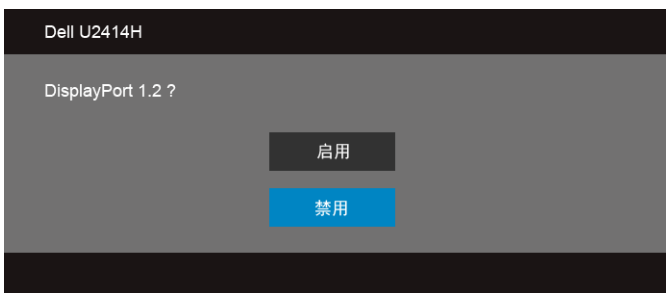 Dell U2414H
DisplayPort 1.2 ?
启用
禁用